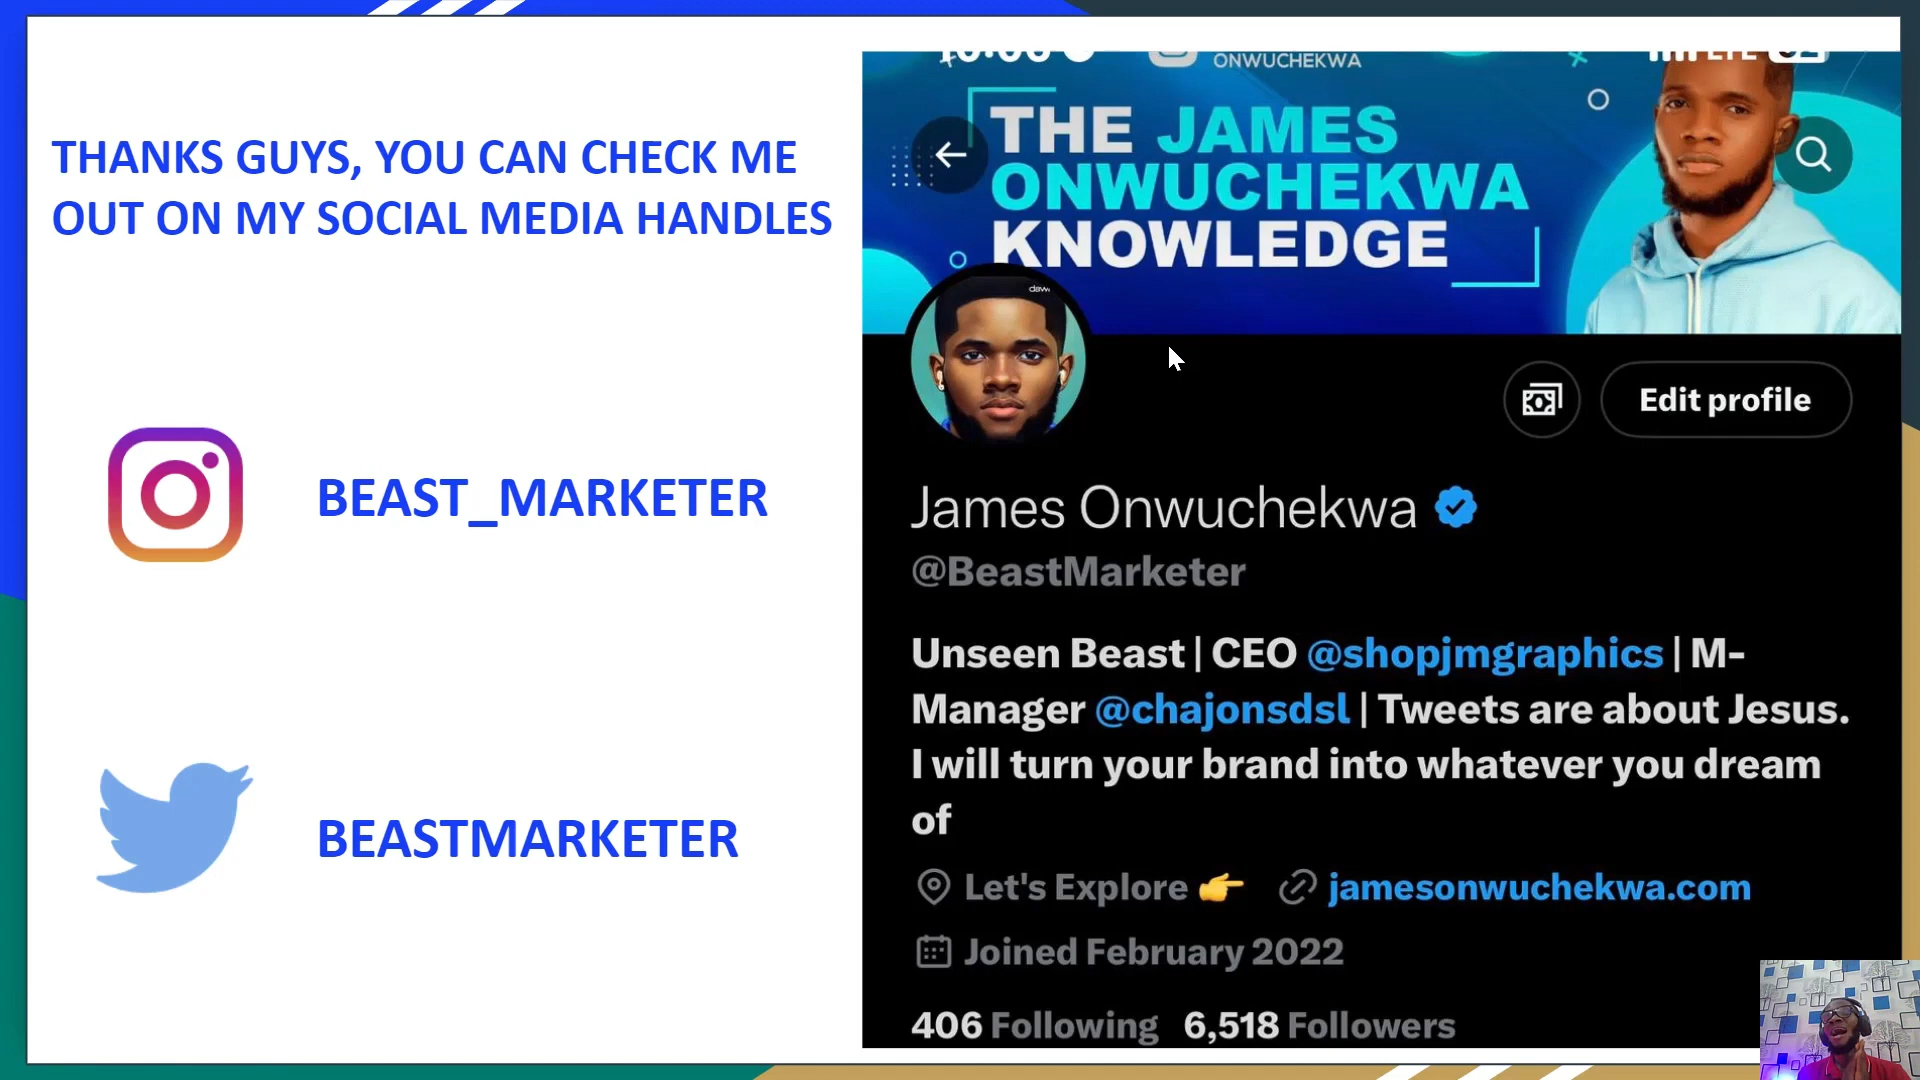 THANKS GUYS, YOU CAN CHECK ME
OUT ON MY SOCIAL MEDIA HANDLES
BEAST_MARKETER
BEASTMARKETER
ONWUCHEKWA
THE JAMES
ONWUCHEKWA
KNOWLEDGE
Edit profile
James Onwuchekwa
@BeastMarketer
Unseen Beast | CEO @shopjmgraphics | M-
Manager @chajonsdsl | Tweets are about Jesus.
I will turn your brand into whatever you dream
of
Let's Explore 👉 jamesonwuchekwa.com
Joined February 2022
406 Following 6,518 Followers